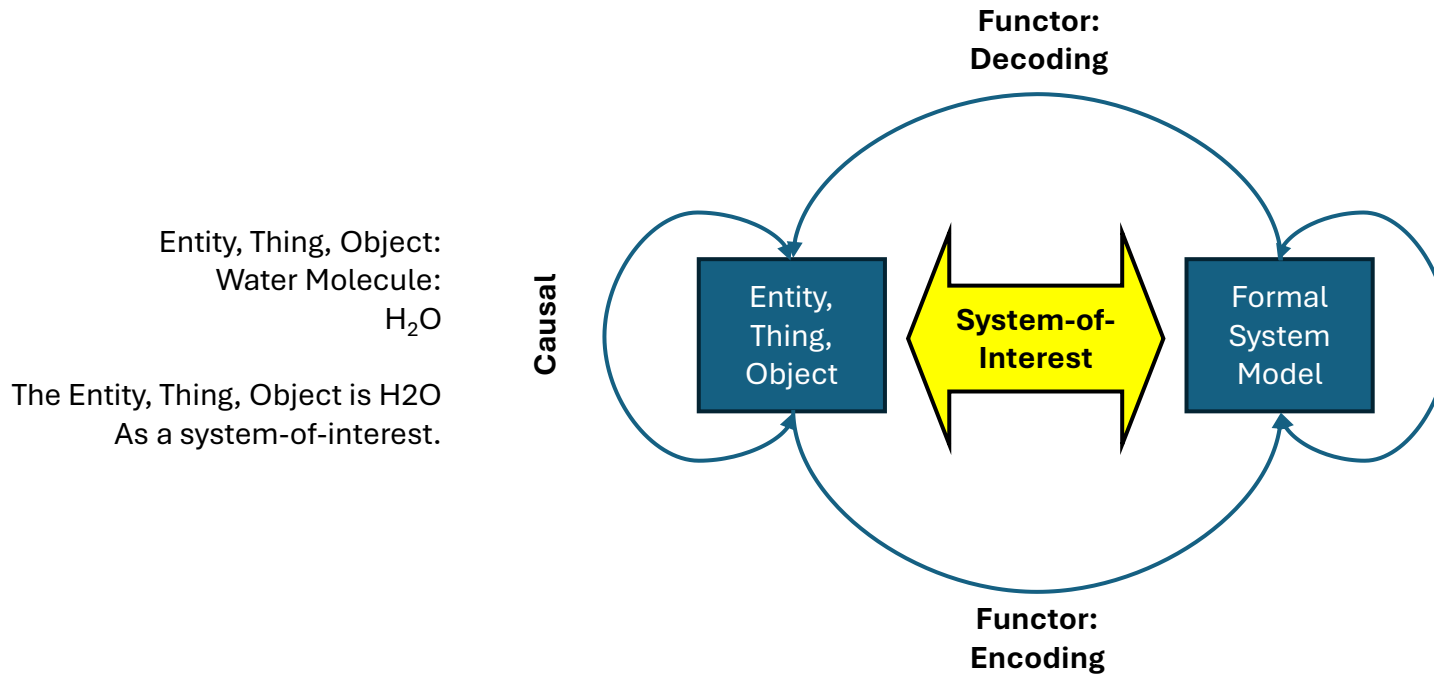 Functor:
Decoding
Entity, Thing, Object:
Water Molecule:
H₂O
The Entity, Thing, Object is H2O
As a system-of-interest.
Causal
Entity,
Thing,
Object
System-of-
Interest
Formal
System
Model
Functor:
Encoding